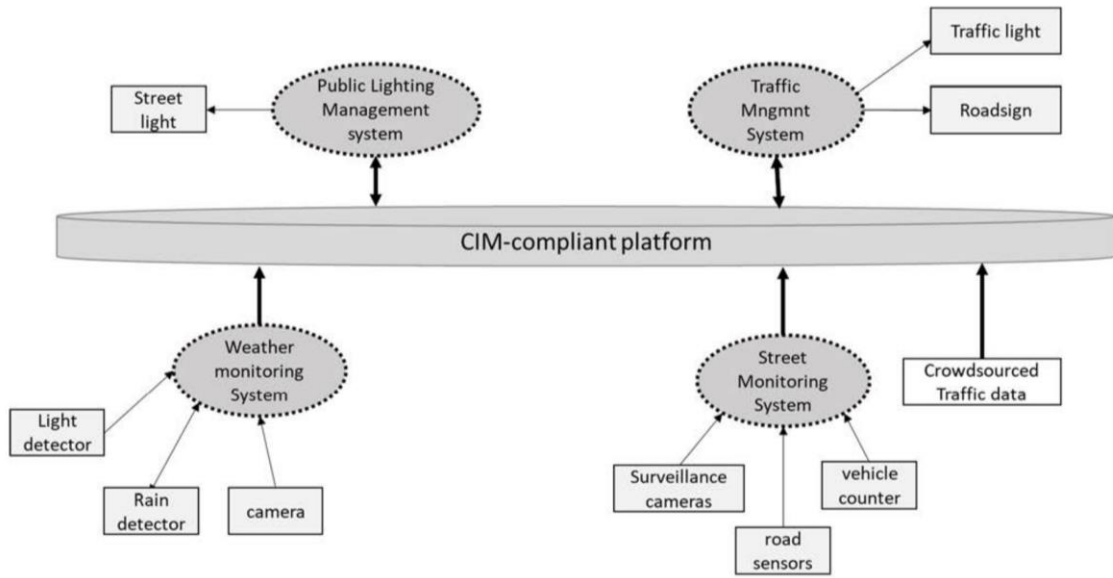 Traffic light
Street
light
Public Lighting
Management
system
Traffic
Mngmnt
System
Roadsign
CIM-compliant platform
Weather
monitoring
System
Street
Monitoring
System
Crowdsourced
Traffic data
Light
detector
Rain
detector
camera
Surveillance
cameras
vehicle
counter
road
sensors